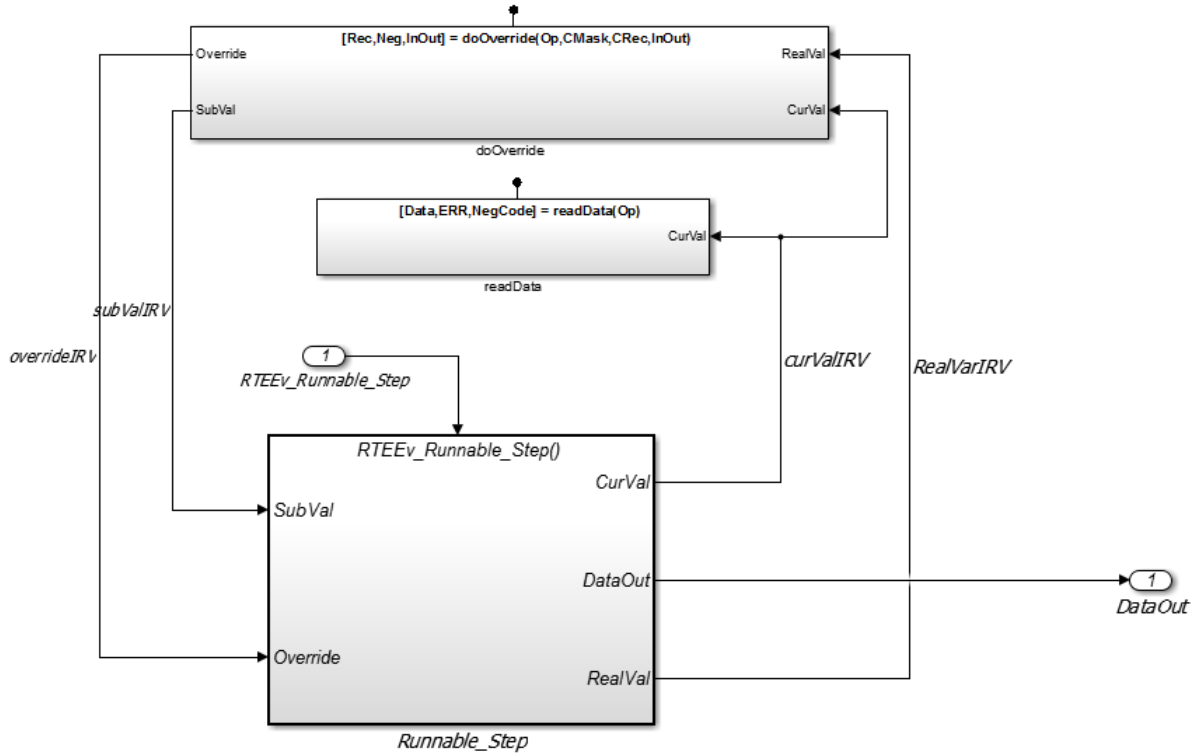 [Rec,Neg,InOut] = doOverride(Op,CMask,CRec,InOut)
Override
RealVal
SubVal
CurVal
doOverride
[Data,ERR,NegCode] = readData(Op)
CurVal
readData
subValIRV
overrideIRV
1
RTEEv_Runnable_Step
curValIRV
RealVarIRV
RTEEv_Runnable_Step()
CurVal
SubVal
DataOut
1
DataOut
Override
RealVal
Runnable_Step